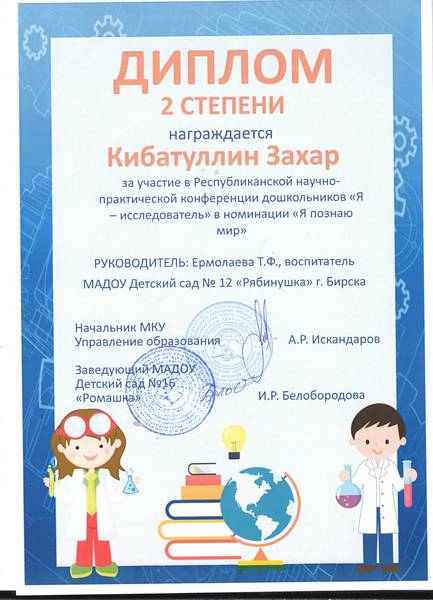 ДИПЛОМ
2 СТЕПЕНИ
награждается
Кибатуллин Захар
за участие в Республиканской научно-
практической конференции дошкольников «Я
– исследователь» в номинации «Я познаю
мир»
РУКОВОДИТЕЛЬ: Ермолаева Т.Ф., воспитатель
МАДОУ Детский сад № 12 «Рябинушка» г. Бирска
Начальник МКУ
Управление образования
А.Р. Искандаров
Заведующий МАДОУ
Детский сад №16
«Ромашка»
И.Р. Белобородова